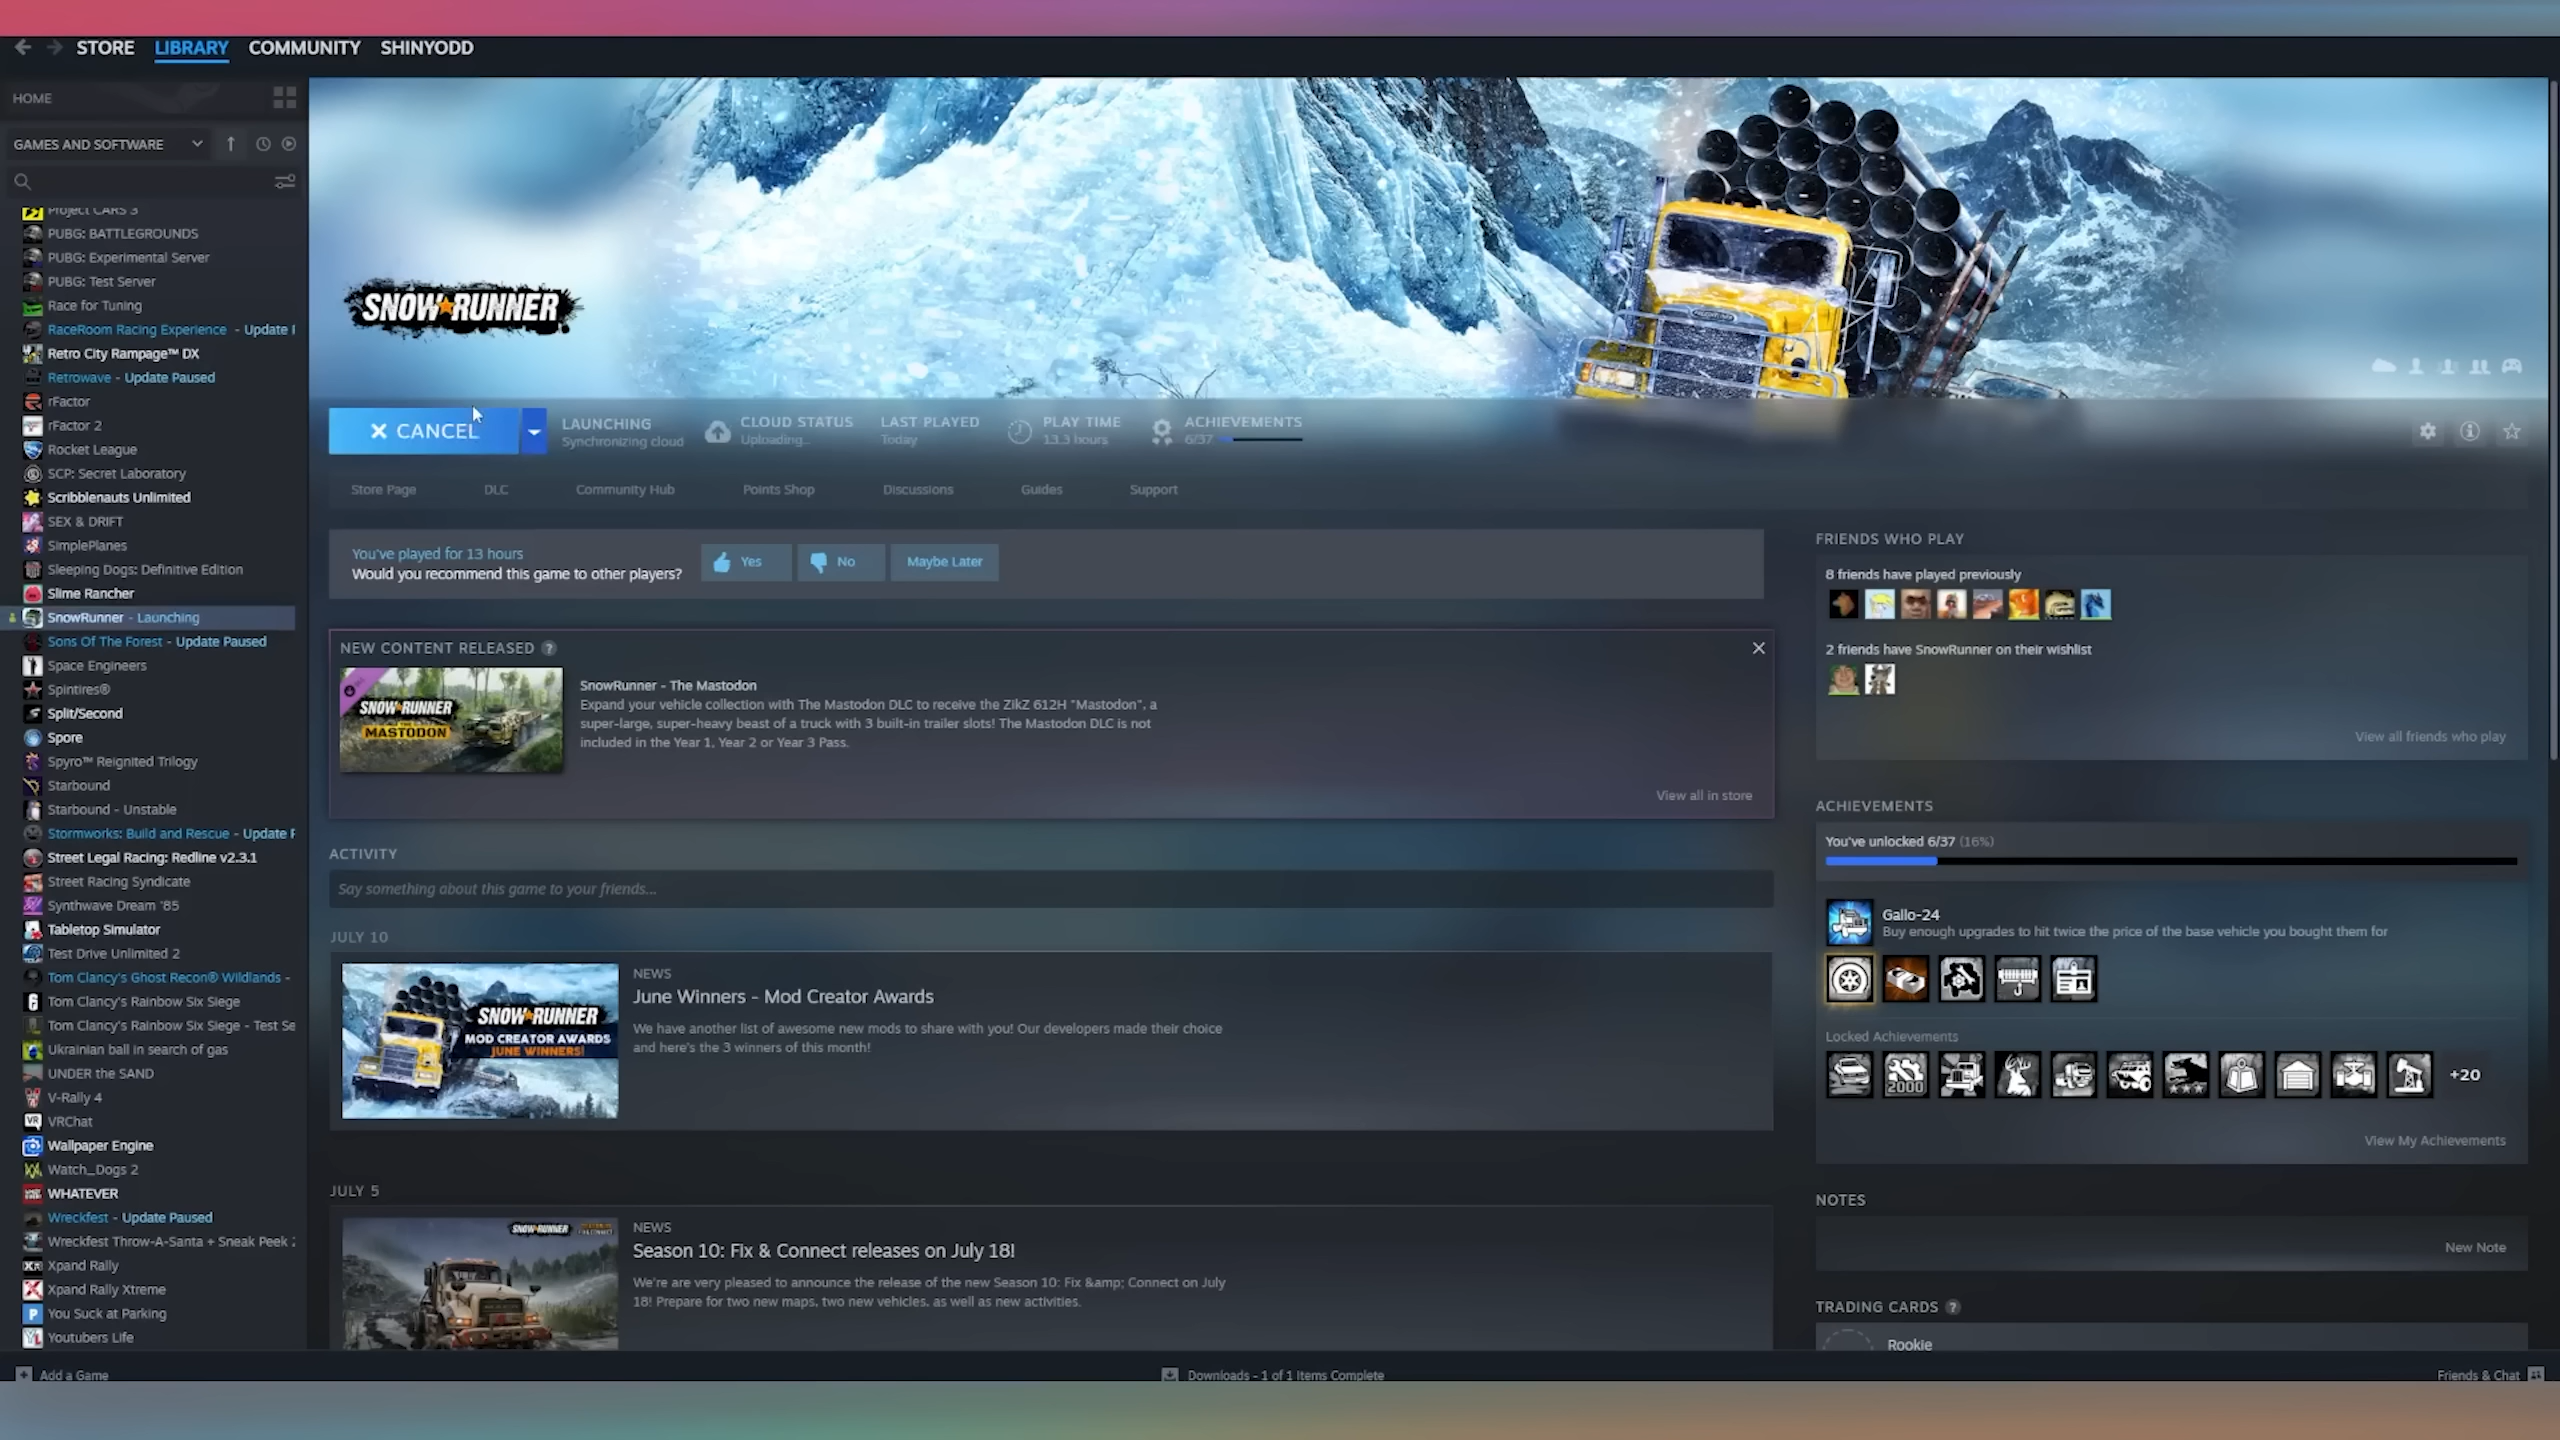 STORE LIBRARY COMMUNITY SHINYODD
HOME
GAMES AND SOFTWARE
Project CARS 3
PUBG: BATTLEGROUNDS
PUBG: Experimental Server
PUBG: Test Server
Race for Tuning
RaceRoom Racing Experience - Update
Retro City Rampage™ DX
Retrowave - Update Paused
rFactor
rFactor 2
Rocket League
SCP: Secret Laboratory
Scribblenauts Unlimited
SEX & DRIFT
SimplePlanes
Sleeping Dogs: Definitive Edition
Slime Rancher
SnowRunner - Launching
Sons Of The Forest - Update Paused
Space Engineers
Spintires®
Split/Second
Spore
Spyro™ Reignited Trilogy
Starbound
Starbound - Unstable
Stormworks: Build and Rescue - Update
Street Legal Racing: Redline v2.3.1
Street Racing Syndicate
Synthwave Dream '85
Tabletop Simulator
Test Drive Unlimited 2
Tom Clancy's Ghost Recon® Wildlands -
Tom Clancy's Rainbow Six Siege
Tom Clancy's Rainbow Six Siege - Test Se
Ukrainian ball in search of gas
UNDER the SAND
V-Rally 4
VRChat
Wallpaper Engine
Watch_Dogs 2
WHATEVER
Wreckfest - Update Paused
Wreckfest Throw-A-Santa + Sneak Peek
Xpand Rally
Xpand Rally Xtreme
You Suck at Parking
Youtubers Life
Add a Game
SNOWRUNNER
CANCEL
LAUNCHING
Synchronizing cloud
CLOUD STATUS
Uploading...
LAST PLAYED
Today
PLAY TIME
13.3 hours
ACHIEVEMENTS
6/37
Store Page DLC Community Hub Points Shop Discussions Guides Support
You've played for 13 hours
Would you recommend this game to other players?
Yes No Maybe Later
NEW CONTENT RELEASED ?
SNOWRUNNER
MASTODON
SnowRunner - The Mastodon
Expand your vehicle collection with The Mastodon DLC to receive the ZikZ 612H "Mastodon", a
super-large, super-heavy beast of a truck with 3 built-in trailer slots! The Mastodon DLC is not
included in the Year 1, Year 2 or Year 3 Pass.
View all in store
ACTIVITY
Say something about this game to your friends...
JULY 10
SNOWRUNNER
MOD CREATOR AWARDS
JUNE WINNERS!
NEWS
June Winners - Mod Creator Awards
We have another list of awesome new mods to share with you! Our developers made their choice
and here's the 3 winners of this month!
JULY 5
SNOWRUNNER
NEWS
Season 10: Fix & Connect releases on July 18!
We're are very pleased to announce the release of the new Season 10: Fix &amp; Connect on July
18! Prepare for two new maps, two new vehicles, as well as new activities.
FRIENDS WHO PLAY
8 friends have played previously
2 friends have SnowRunner on their wishlist
View all friends who play
ACHIEVEMENTS
You've unlocked 6/37 (16%)
Gallo-24
Buy enough upgrades to hit twice the price of the base vehicle you bought them for
Locked Achievements
2000
+20
View My Achievements
NOTES
New Note
TRADING CARDS ?
Rookie
Downloads - 1 of 1 Items Complete
Friends & Chat